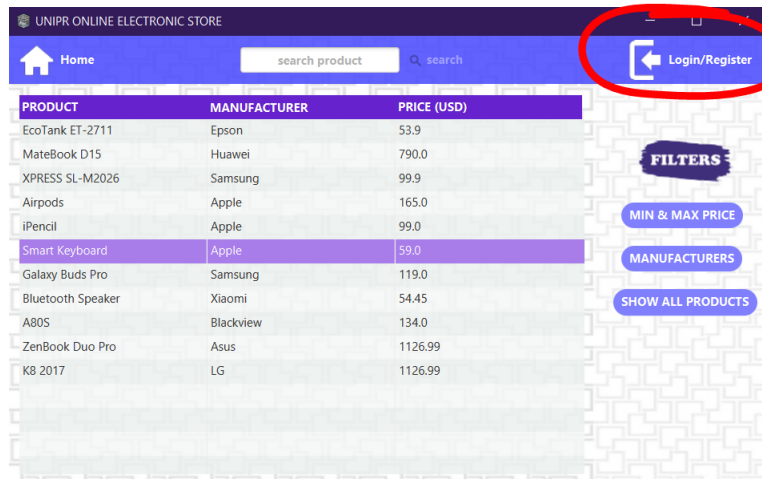 UNIPR ONLINE ELECTRONIC STORE
Home search product search Login/Register
PRODUCT MANUFACTURER PRICE (USD)
EcoTank ET-2711 Epson 53.9
MateBook D15 Huawei 790.0
XPRESS SL-M2026 Samsung 99.9
Airpods Apple 165.0
iPencil Apple 99.0
Smart Keyboard Apple 59.0
Galaxy Buds Pro Samsung 119.0
Bluetooth Speaker Xiaomi 54.45
A80S Blackview 134.0
ZenBook Duo Pro Asus 1126.99
K8 2017 LG 1126.99
FILTERS
MIN & MAX PRICE
MANUFACTURERS
SHOW ALL PRODUCTS